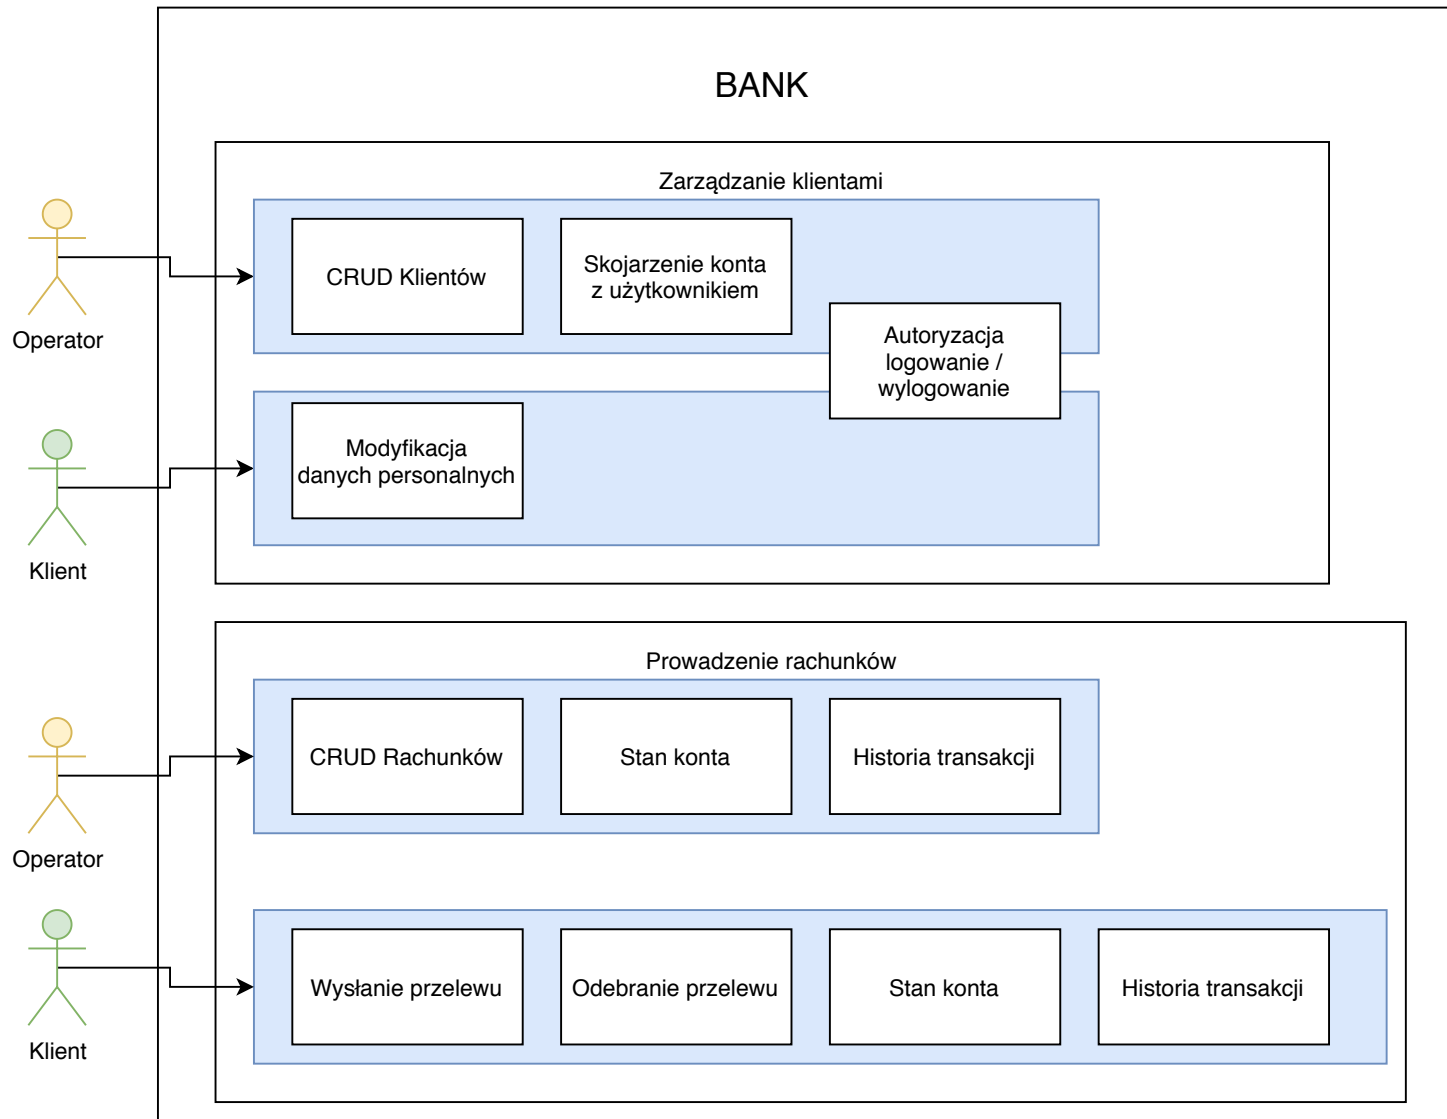 BANK
Zarządzanie klientami
Operator
CRUD Klientów
Skojarzenie konta
z użytkownikiem
Autoryzacja
logowanie /
wylogowanie
Klient
Modyfikacja
danych personalnych
Prowadzenie rachunków
Operator
CRUD Rachunków
Stan konta
Historia transakcji
Klient
Wysłanie przelewu
Odebranie przelewu
Stan konta
Historia transakcji